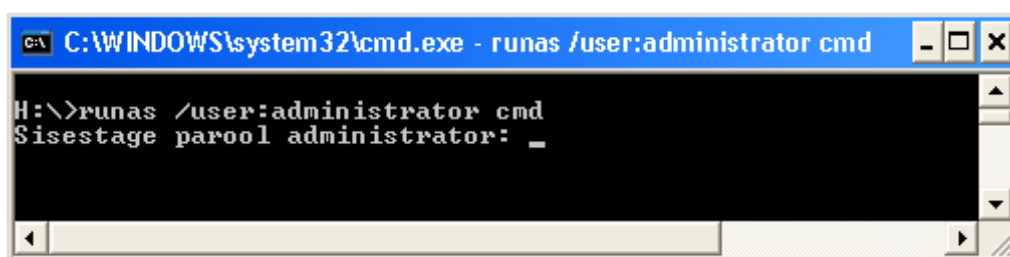 C:\WINDOWS\system32\cmd.exe - runas /user:administrator cmd
H:\>runas /user:administrator cmd
Sisestage parool administrator: _